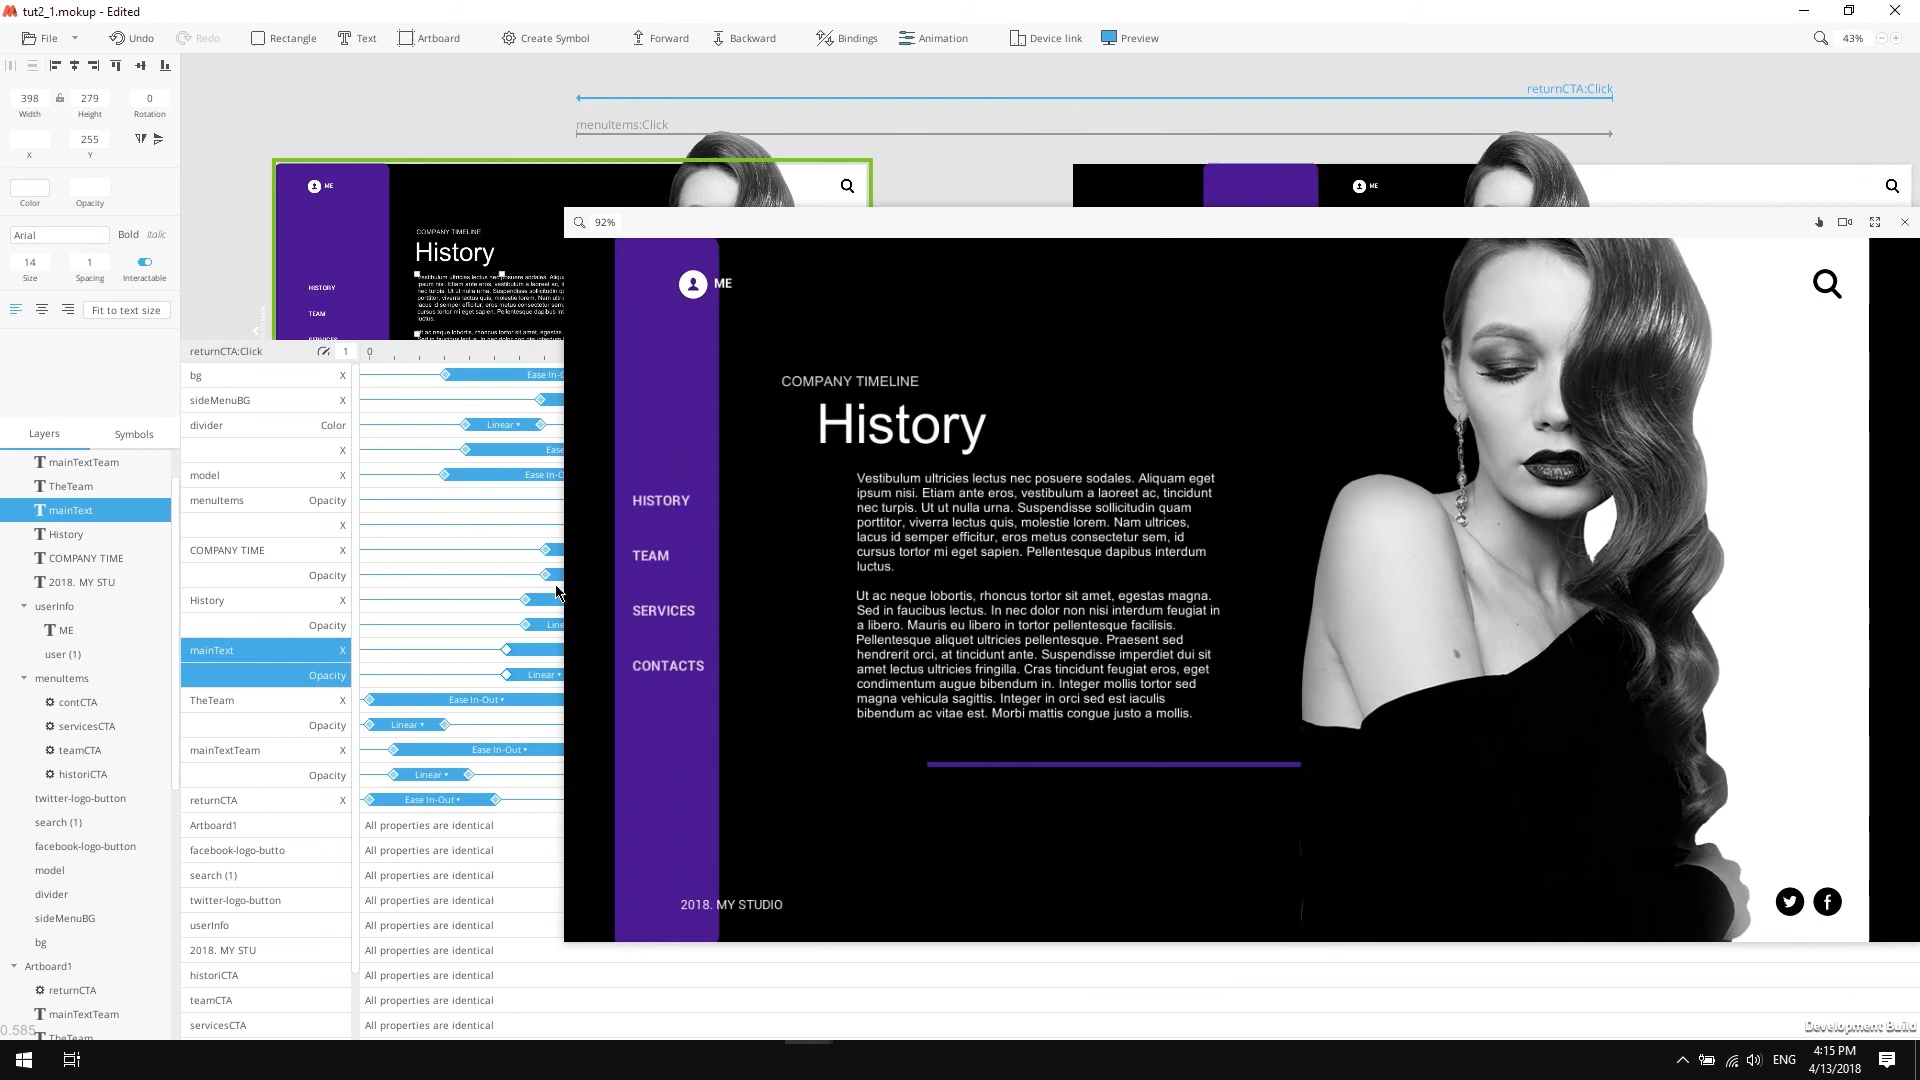 tut2_1.mokup - Edited
File
Undo
Redo
Rectangle
Text
Artboard
Create Symbol
Forward
Backward
Bindings
Animation
Device link
Preview
43%
398
279
0
Width
Height
Rotation
255
X
Y
Color
Opacity
Arial
Bold
Italic
14
1
Size
Spacing
Interactable
Fit to text size
returnCTA:Click
menuItems:Click
ME
COMPANY TIMELINE
History
HISTORY
TEAM
ME
92%
ME
COMPANY TIMELINE
History
Vestibulum ultricies lectus nec posuere sodales. Aliquam eget
ipsum nisi. Etiam ante eros, vestibulum a laoreet ac, tincidunt
nec turpis. Ut ut nulla urna. Suspendisse sollicitudin quam
porttitor, viverra lectus quis, molestie lorem. Nam ultrices,
lacus id semper efficitur, eros metus consectetur sem, id
cursus tortor mi eget sapien. Pellentesque dapibus interdum
luctus.
Ut ac neque lobortis, rhoncus tortor sit amet, egestas magna.
Sed in faucibus lectus. In nec dolor non nisi interdum feugiat in
a libero. Mauris eu libero in tortor pellentesque facilisis.
Pellentesque aliquet ultricies pellentesque. Praesent sed
hendrerit orci, at tincidunt ante. Suspendisse imperdiet dui sit
amet lectus ultricies fringilla. Cras tincidunt feugiat eros, eget
condimentum augue bibendum in. Integer mollis tortor sed
magna vehicula sagittis. Integer in orci sed est iaculis
bibendum ac vitae est. Morbi mattis congue justo a mollis.
HISTORY
TEAM
SERVICES
CONTACTS
2018. MY STUDIO
Layers
Symbols
mainTextTeam
TheTeam
mainText
History
COMPANY TIME
2018. MY STU
userInfo
ME
user (1)
menuItems
contCTA
servicesCTA
teamCTA
historiCTA
twitter-logo-button
search (1)
facebook-logo-button
model
divider
sideMenuBG
bg
Artboard1
returnCTA
mainTextTeam
TheTeam
0.585
returnCTA:Click
1
0
bg X
Ease In-O
sideMenuBG X
divider Color
Linear
X
Ease
model X
Ease In-O
menuItems Opacity
X
COMPANY TIME X
Opacity
History X
Opacity
Line
mainText X
Opacity
Linear
TheTeam X
Ease In-Out
Opacity
Linear
mainTextTeam X
Ease In-Out
Opacity
Linear
returnCTA X
Ease In-Out
Artboard1
All properties are identical
facebook-logo-butto
All properties are identical
search (1)
All properties are identical
twitter-logo-button
All properties are identical
userInfo
All properties are identical
2018. MY STU
All properties are identical
historiCTA
All properties are identical
teamCTA
All properties are identical
servicesCTA
All properties are identical
Development Build
ENG
4:15 PM
4/13/2018